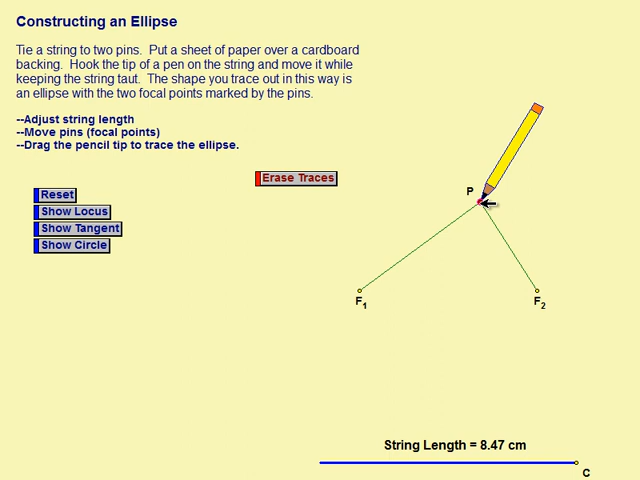 Constructing an Ellipse
Tie a string to two pins.  Put a sheet of paper over a cardboard
backing.  Hook the tip of a pen on the string and move it while
keeping the string taut.  The shape you trace out in this way is
an ellipse with the two focal points marked by the pins.
--Adjust string length
--Move pins (focal points)
--Drag the pencil tip to trace the ellipse.
Erase Traces
Reset
Show Locus
Show Tangent
Show Circle
P
F1
F2
String Length = 8.47 cm
C